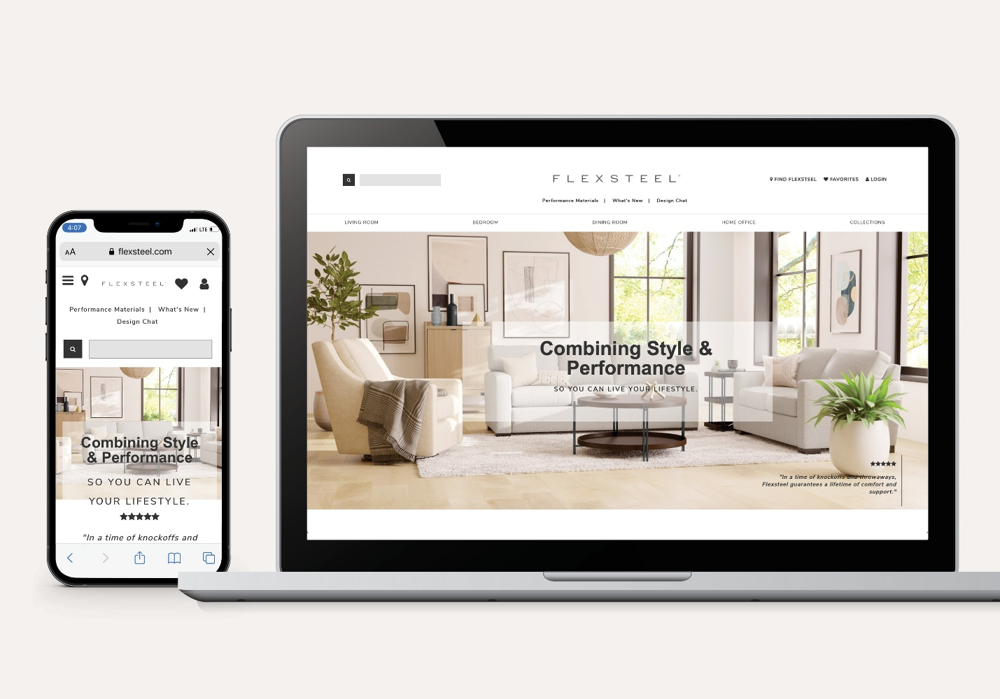 4:07
LTE
AA
flexsteel.com
FLEXSTEEL
Performance Materials | What's New |
Design Chat
Combining Style
& Performance
SO YOU CAN LIVE
YOUR LIFESTYLE.
★★★★★
"In a time of knockoffs and
FLEXSTEEL
FIND FLEXSTEEL FAVORITES LOGIN
Performance Materials | What's New | Design Chat
LIVING ROOM BEDROOM DINING ROOM HOME OFFICE COLLECTIONS
Combining Style &
Performance
SO YOU CAN LIVE YOUR LIFESTYLE.
★★★★★
"In a time of knockoffs and throwaways,
Flexsteel guarantees a lifetime of comfort and
support."